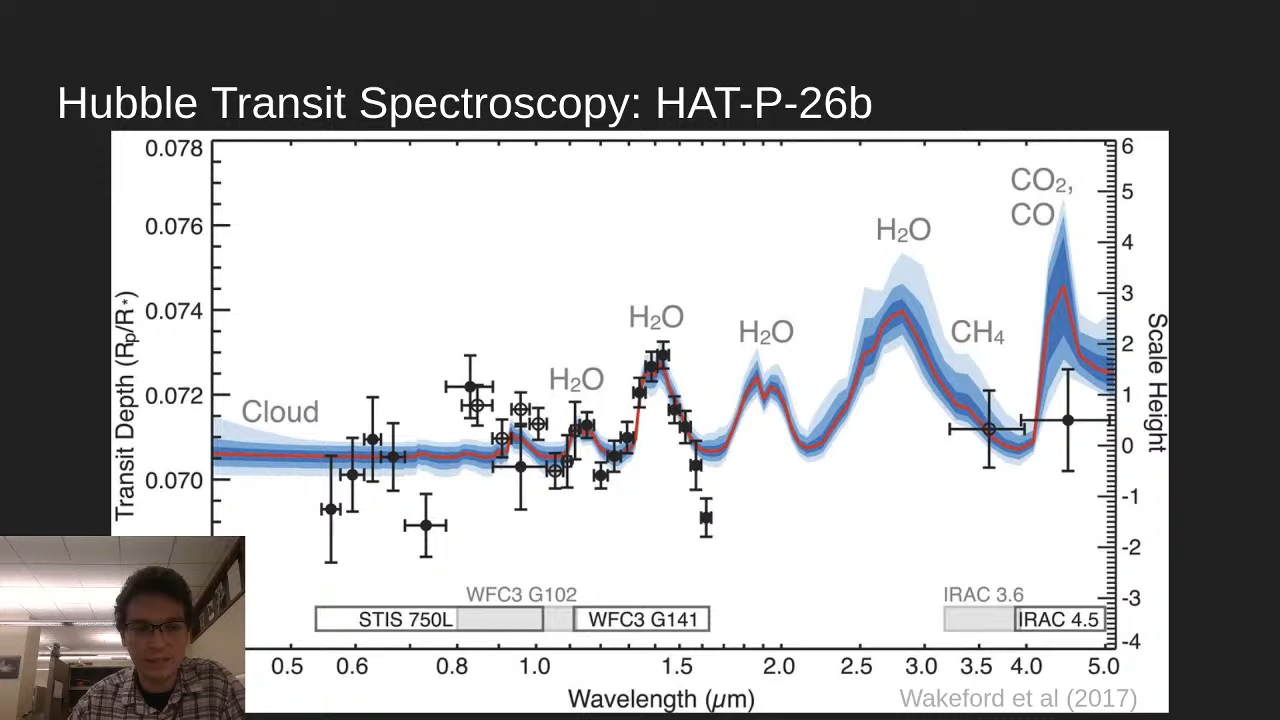 Hubble Transit Spectroscopy: HAT-P-26b
0.078
0.076
0.074
0.072
0.070
Transit Depth (Rp/R*)
6
5
4
3
2
1
0
-1
-2
-3
-4
Scale Height
Cloud
H₂O
H₂O
H₂O
H₂O
CH₄
CO₂,
CO
WFC3 G102
IRAC 3.6
STIS 750L
WFC3 G141
IRAC 4.5
0.5 0.6 0.8 1.0 1.5 2.0 2.5 3.0 3.5 4.0 5.0
Wavelength (μm)
Wakeford et al (2017)